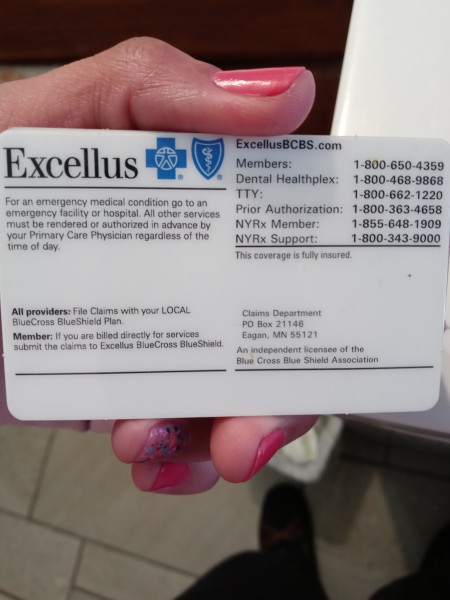 Excellus
For an emergency medical condition go to an
emergency facility or hospital. All other services
must be rendered or authorized in advance by
your Primary Care Physician regardless of the
time of day.
All providers: File Claims with your LOCAL
BlueCross BlueShield Plan.
Member: If you are billed directly for services
submit the claims to Excellus BlueCross BlueShield.
ExcellusBCBS.com
Members: 1-800-650-4359
Dental Healthplex: 1-800-468-9868
TTY: 1-800-662-1220
Prior Authorization: 1-800-363-4658
NYRx Member: 1-855-648-1909
NYRx Support: 1-800-343-9000
This coverage is fully insured.
Claims Department
PO Box 21146
Eagan, MN 55121
An independent licensee of the
Blue Cross Blue Shield Association